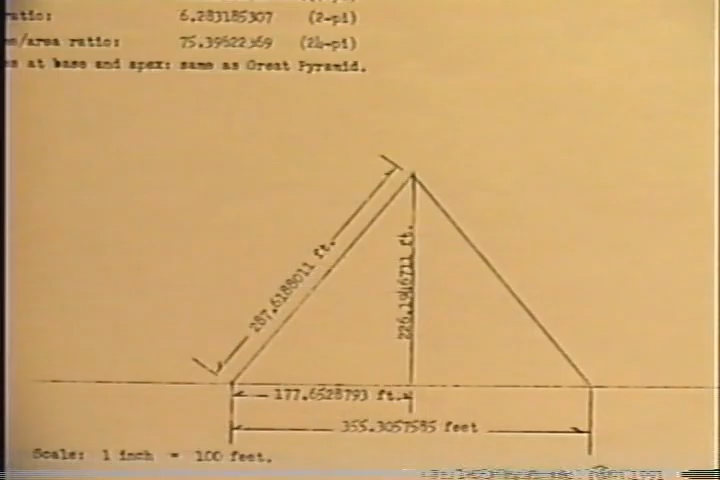 ratio: 6.283185307 (2-pi)
/area ratio: 75.39822369 (24-pi)
at base and apex: same as Great Pyramid.
287.6188011 ft.
226.1946711 ft.
177.6528793 ft.
355.3057585 feet
Scale: 1 inch = 100 feet.